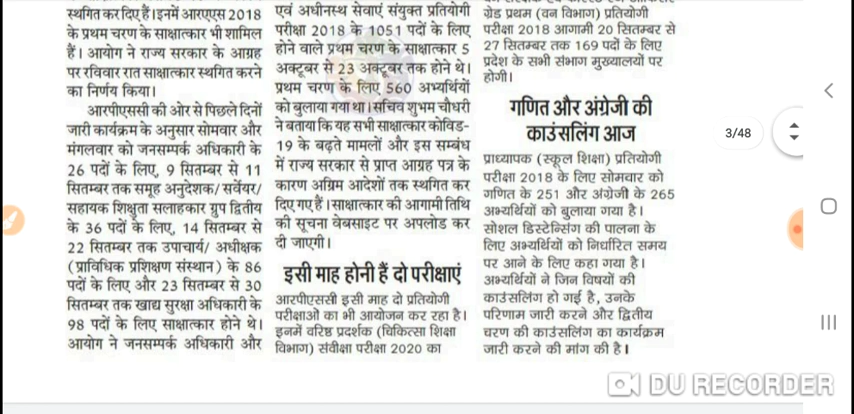 स्थगित कर दिए हैं। इनमें आरएएस 2018
के प्रथम चरण के साक्षात्कार भी शामिल
हैं। आयोग ने राज्य सरकार के आग्रह
पर रविवार रात साक्षात्कार स्थगित करने
का निर्णय किया।
आरपीएससी की ओर से पिछले दिनों
जारी कार्यक्रम के अनुसार सोमवार और
मंगलवार को जनसम्पर्क अधिकारी के
26 पदों के लिए, 9 सितम्बर से 11
सितम्बर तक समूह अनुदेशक/ सर्वेयर/
सहायक शिक्षुता सलाहकार ग्रुप द्वितीय
के 36 पदों के लिए, 14 सितम्बर से
22 सितम्बर तक उपाचार्य/ अधीक्षक
(प्राविधिक प्रशिक्षण संस्थान) के 86
पदों के लिए और 23 सितम्बर से 30
सितम्बर तक खाद्य सुरक्षा अधिकारी के
98 पदों के लिए साक्षात्कार होने थे।
आयोग ने जनसम्पर्क अधिकारी और
एवं अधीनस्थ सेवाएं संयुक्त प्रतियोगी
परीक्षा 2018 के 1051 पदों के लिए
होने वाले प्रथम चरण के साक्षात्कार 5
अक्टूबर से 23 अक्टूबर तक होने थे।
प्रथम चरण के लिए 560 अभ्यर्थियों
को बुलाया गया था। सचिव शुभम चौधरी
ने बताया कि यह सभी साक्षात्कार कोविड-
19 के बढ़ते मामलों और इस सम्बंध
में राज्य सरकार से प्राप्त आग्रह पत्र के
कारण अग्रिम आदेशों तक स्थगित कर
दिए गए हैं। साक्षात्कार की आगामी तिथि
की सूचना वेबसाइट पर अपलोड कर
दी जाएगी।
इसी माह होनी हैं दो परीक्षाएं
आरपीएससी इसी माह दो प्रतियोगी
परीक्षाओं का भी आयोजन कर रहा है।
इनमें वरिष्ठ प्रदर्शक (चिकित्सा शिक्षा
विभाग) संवीक्षा परीक्षा 2020 का
ग्रेड प्रथम (वन विभाग) प्रतियोगी
परीक्षा 2018 आगामी 20 सितम्बर से
27 सितम्बर तक 169 पदों के लिए
प्रदेश के सभी संभाग मुख्यालयों पर
होगी।
गणित और अंग्रेजी की
काउंसलिंग आज
प्राध्यापक (स्कूल शिक्षा) प्रतियोगी
परीक्षा 2018 के लिए सोमवार को
गणित के 251 और अंग्रेजी के 265
अभ्यर्थियों को बुलाया गया है।
सोशल डिस्टेन्सिंग की पालना के
लिए अभ्यर्थियों को निर्धारित समय
पर आने के लिए कहा गया है।
अभ्यर्थियों ने जिन विषयों की
काउंसलिंग हो गई है, उनके
परिणाम जारी करने और द्वितीय
चरण की काउंसलिंग का कार्यक्रम
जारी करने की मांग की है।
3/48
DU RECORDER